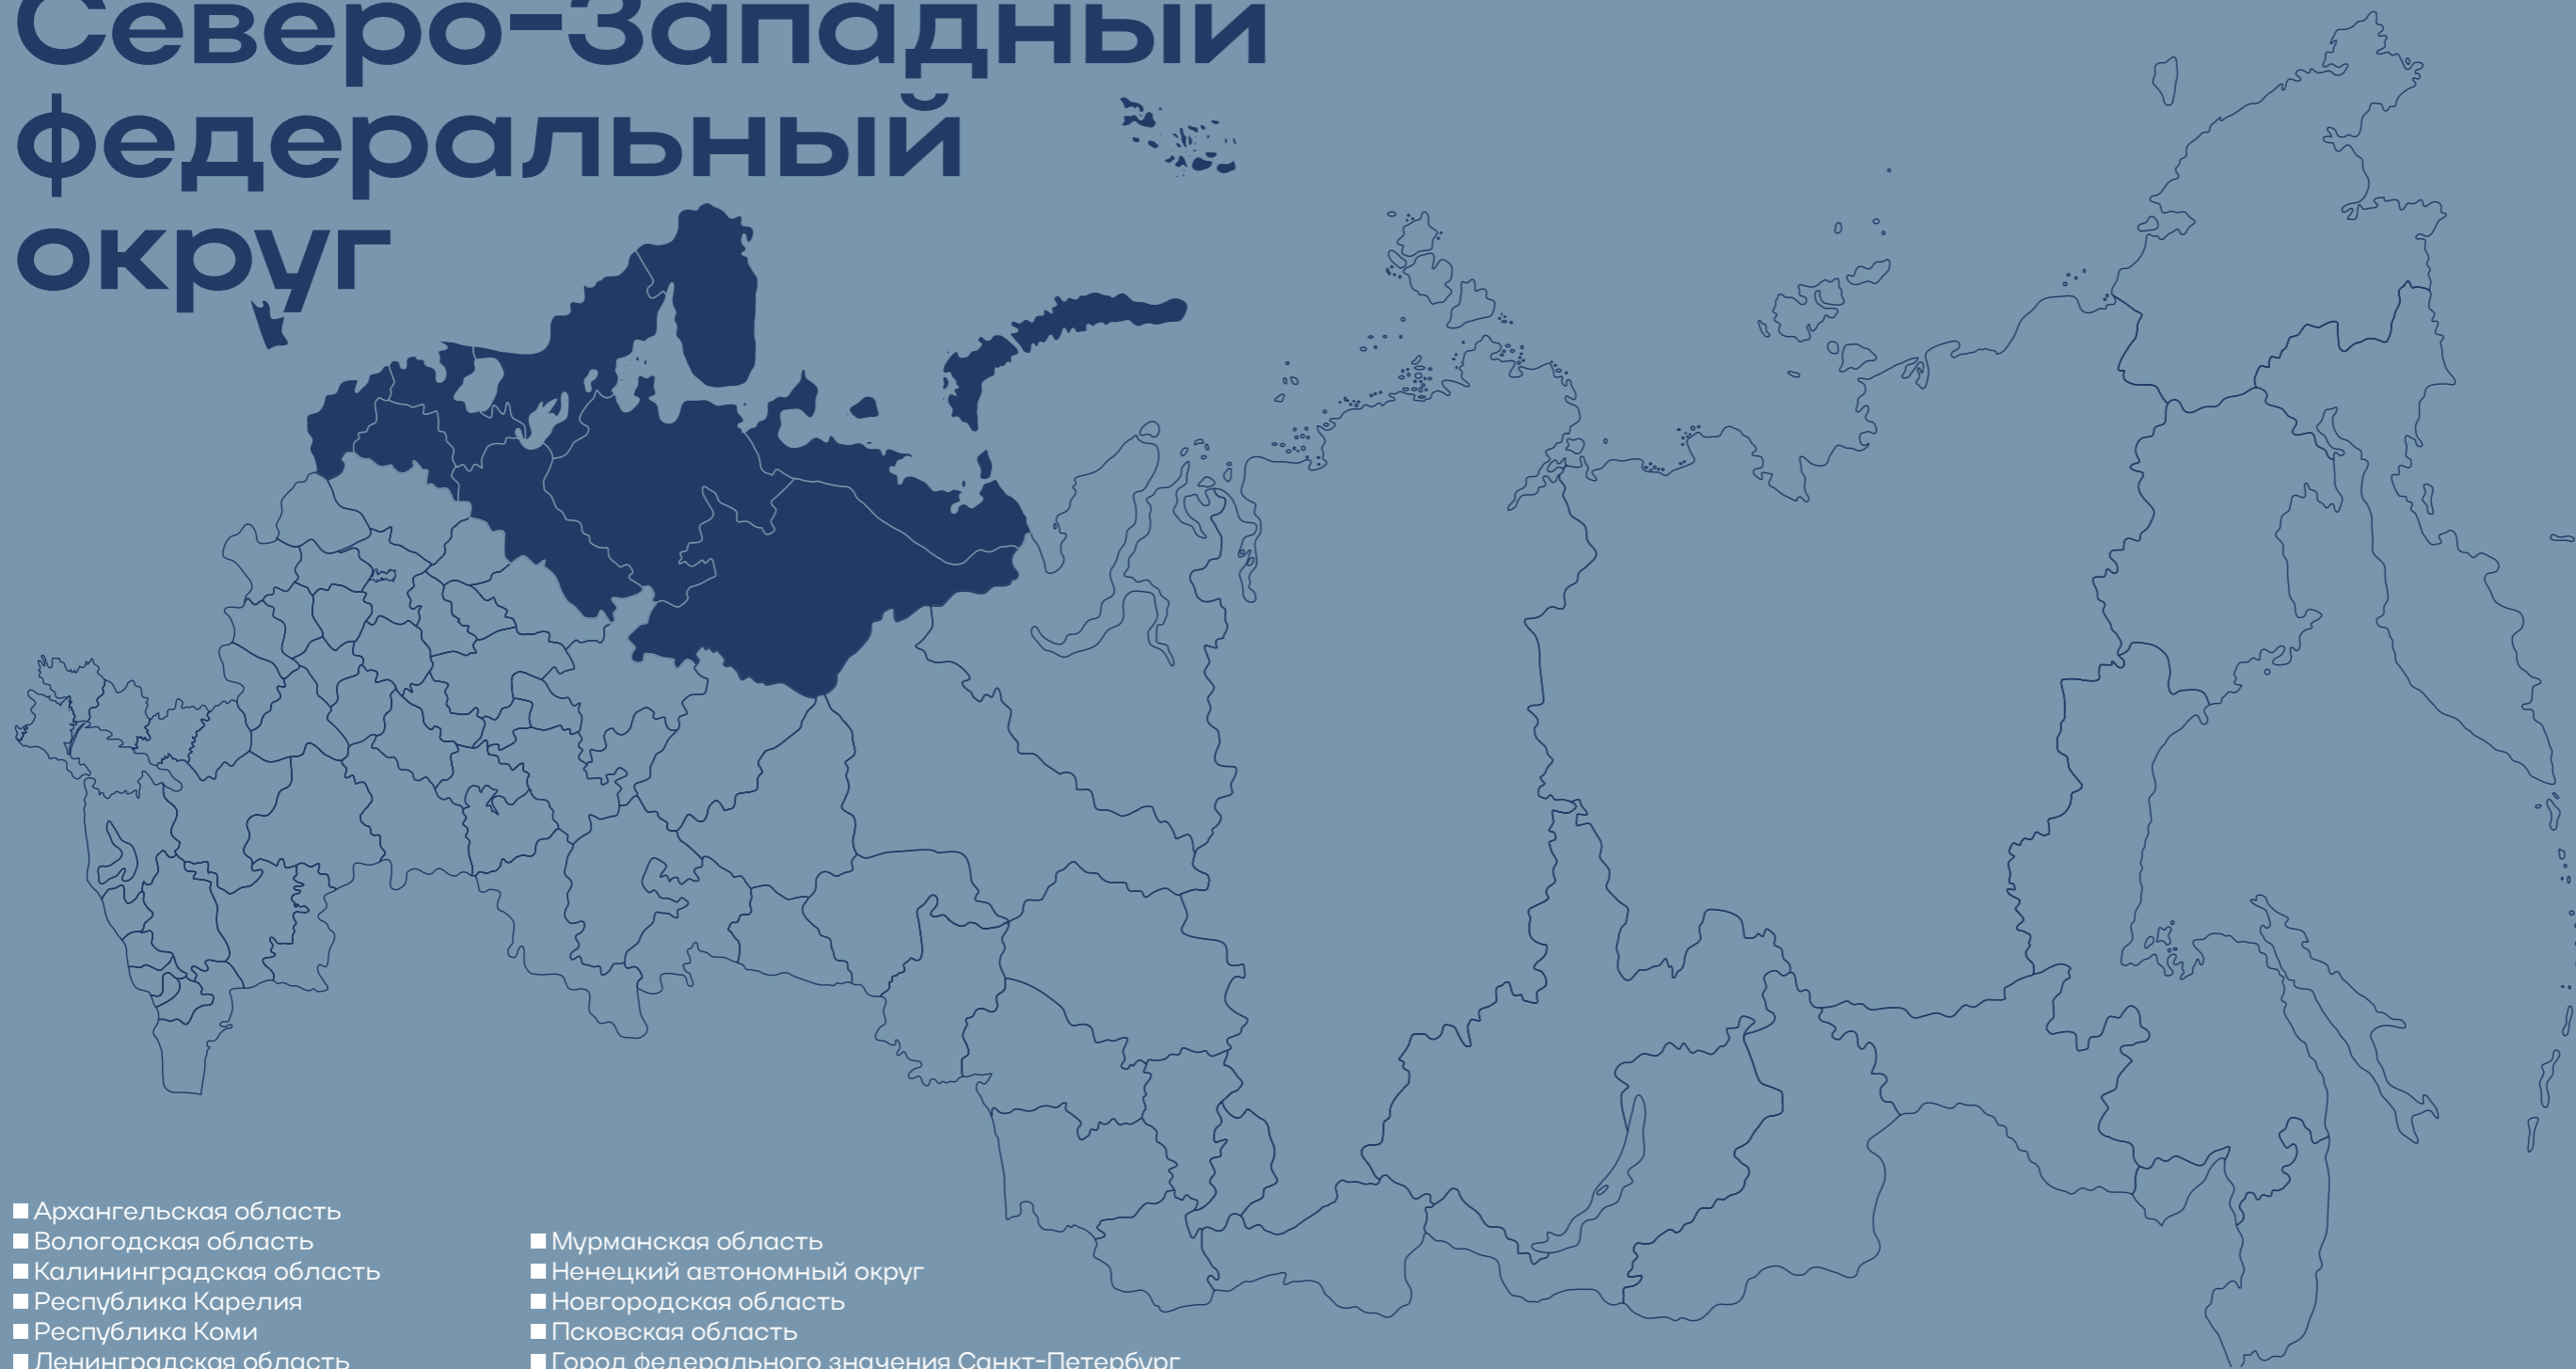 Северо-Западный
федеральный
округ
Архангельская область
Вологодская область
Калининградская область
Республика Карелия
Республика Коми
Ленинградская область
Мурманская область
Ненецкий автономный округ
Новгородская область
Псковская область
Город федерального значения Санкт-Петербург